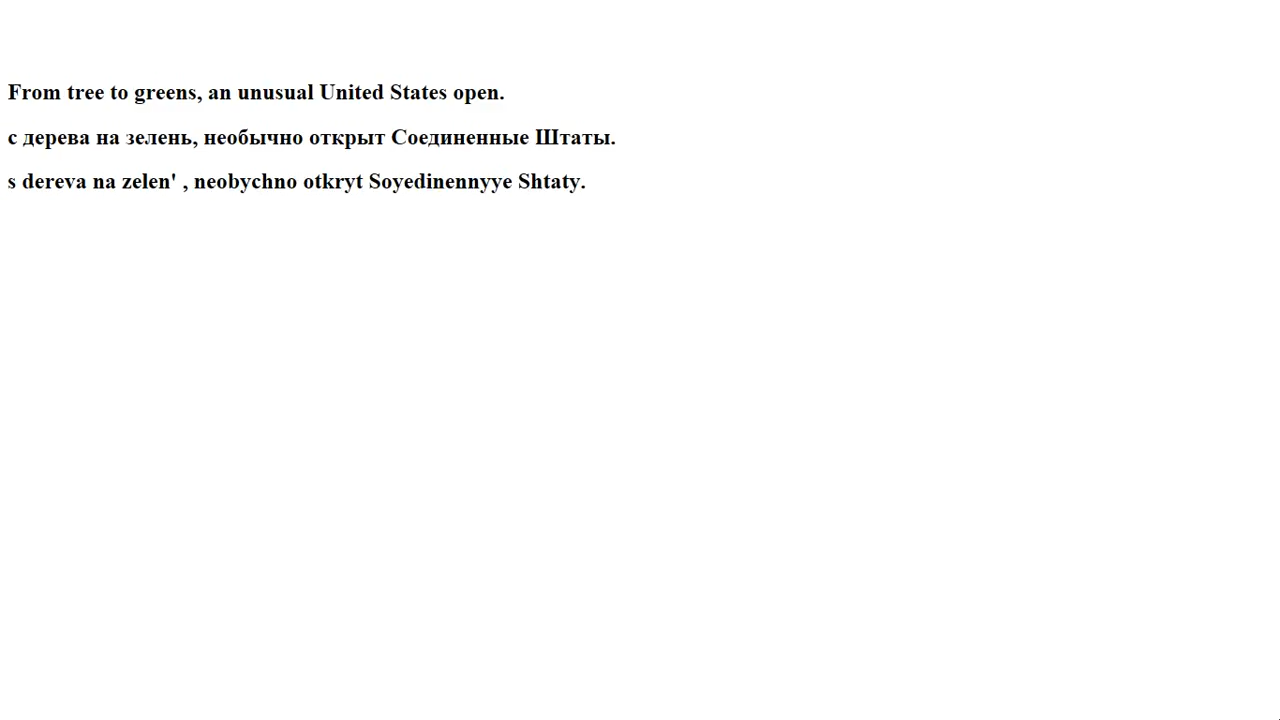 From tree to greens, an unusual United States open.
с дерева на зелень, необычно открыт Соединенные Штаты.
s dereva na zelen' , neobychno otkryt Soyedinennyye Shtaty.